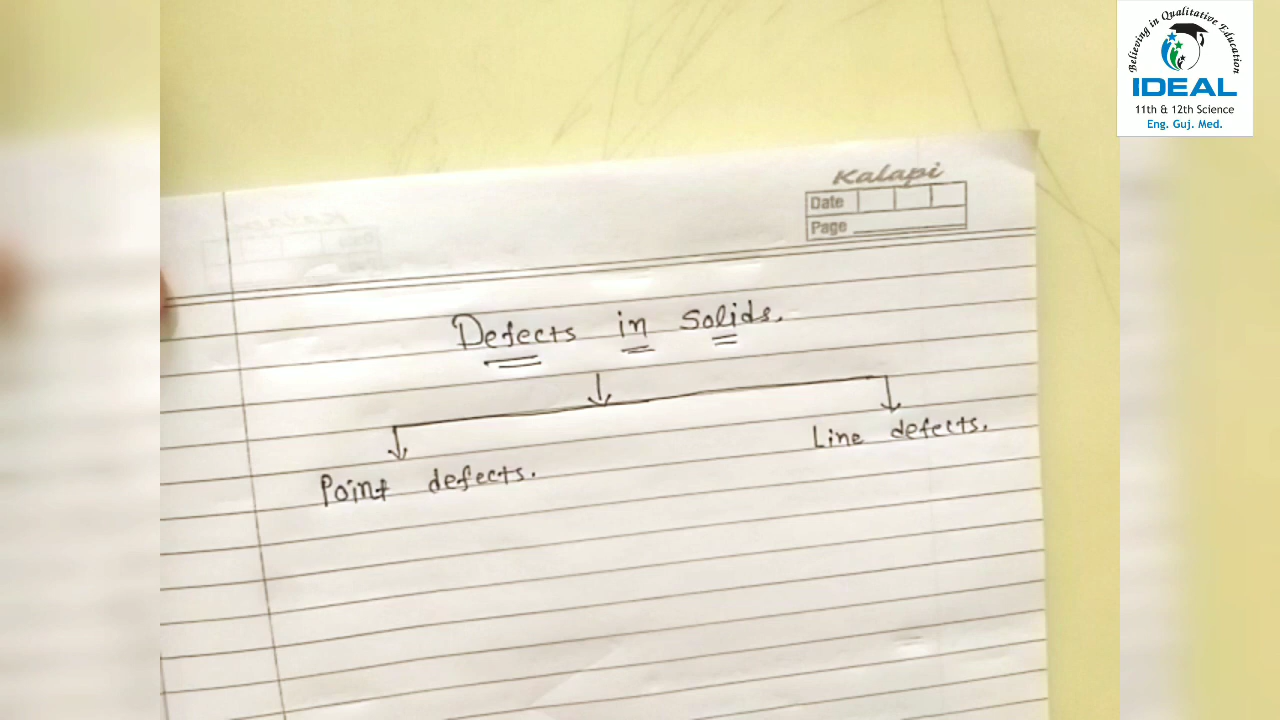 Believing in Qualitative Education
IDEAL
11th & 12th Science
Eng. Guj. Med.
Kalapi
Date
Page
Defects in Solids.
Line defects.
Point defects.